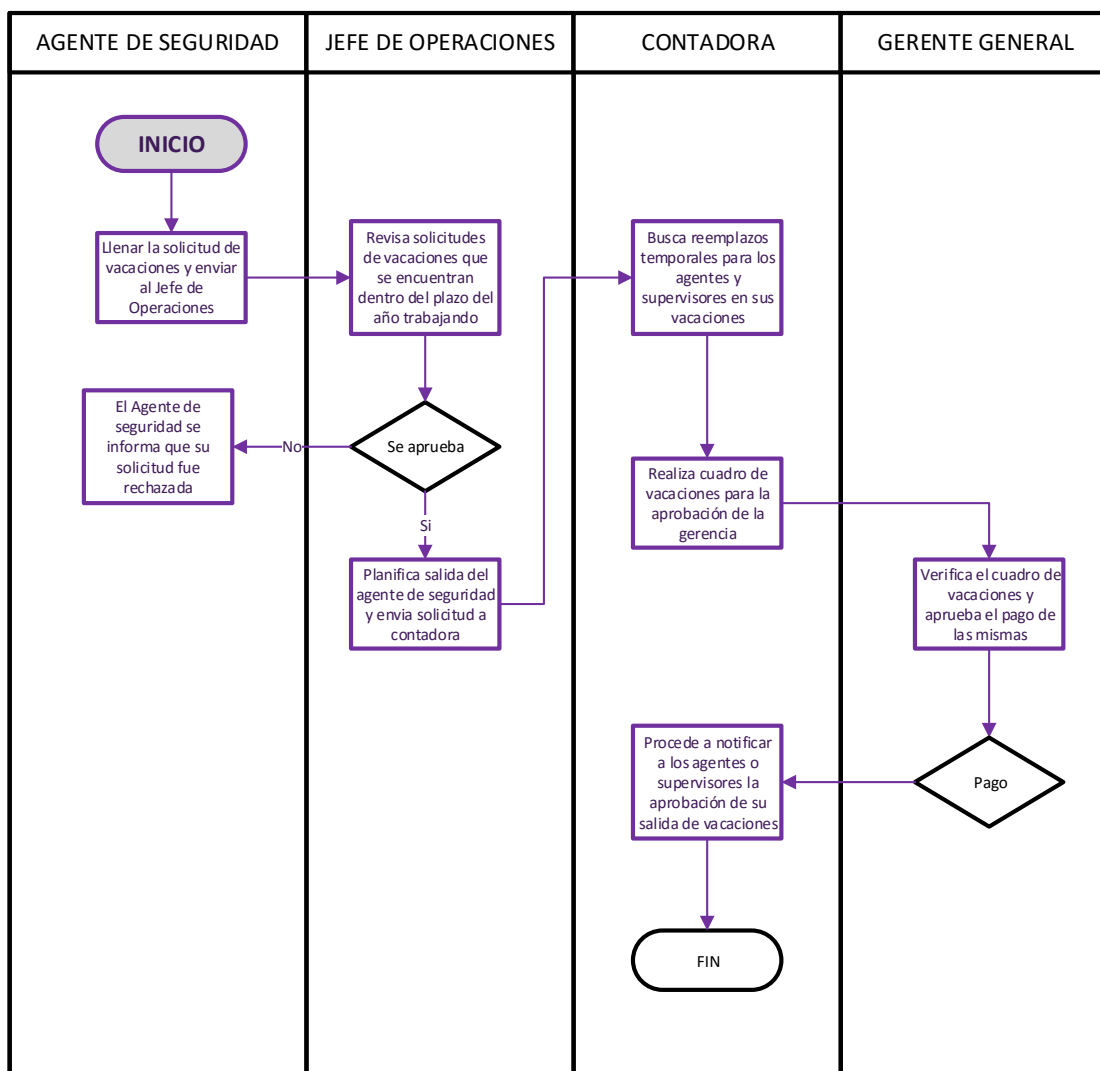 AGENTE DE SEGURIDAD
JEFE DE OPERACIONES
CONTADORA
GERENTE GENERAL
INICIO
Llenar la solicitud de
vacaciones y enviar
al Jefe de
Operaciones
Revisa solicitudes
de vacaciones que
se encuentran
dentro del plazo del
año trabajando
Se aprueba
No
El Agente de
seguridad se
informa que su
solicitud fue
rechazada
Si
Planifica salida del
agente de seguridad
y envia solicitud a
contadora
Busca reemplazos
temporales para los
agentes y
supervisores en sus
vacaciones
Realiza cuadro de
vacaciones para la
aprobación de la
gerencia
Verifica el cuadro de
vacaciones y
aprueba el pago de
las mismas
Pago
Procede a notificar
a los agentes o
supervisores la
aprobación de su
salida de vacaciones
FIN